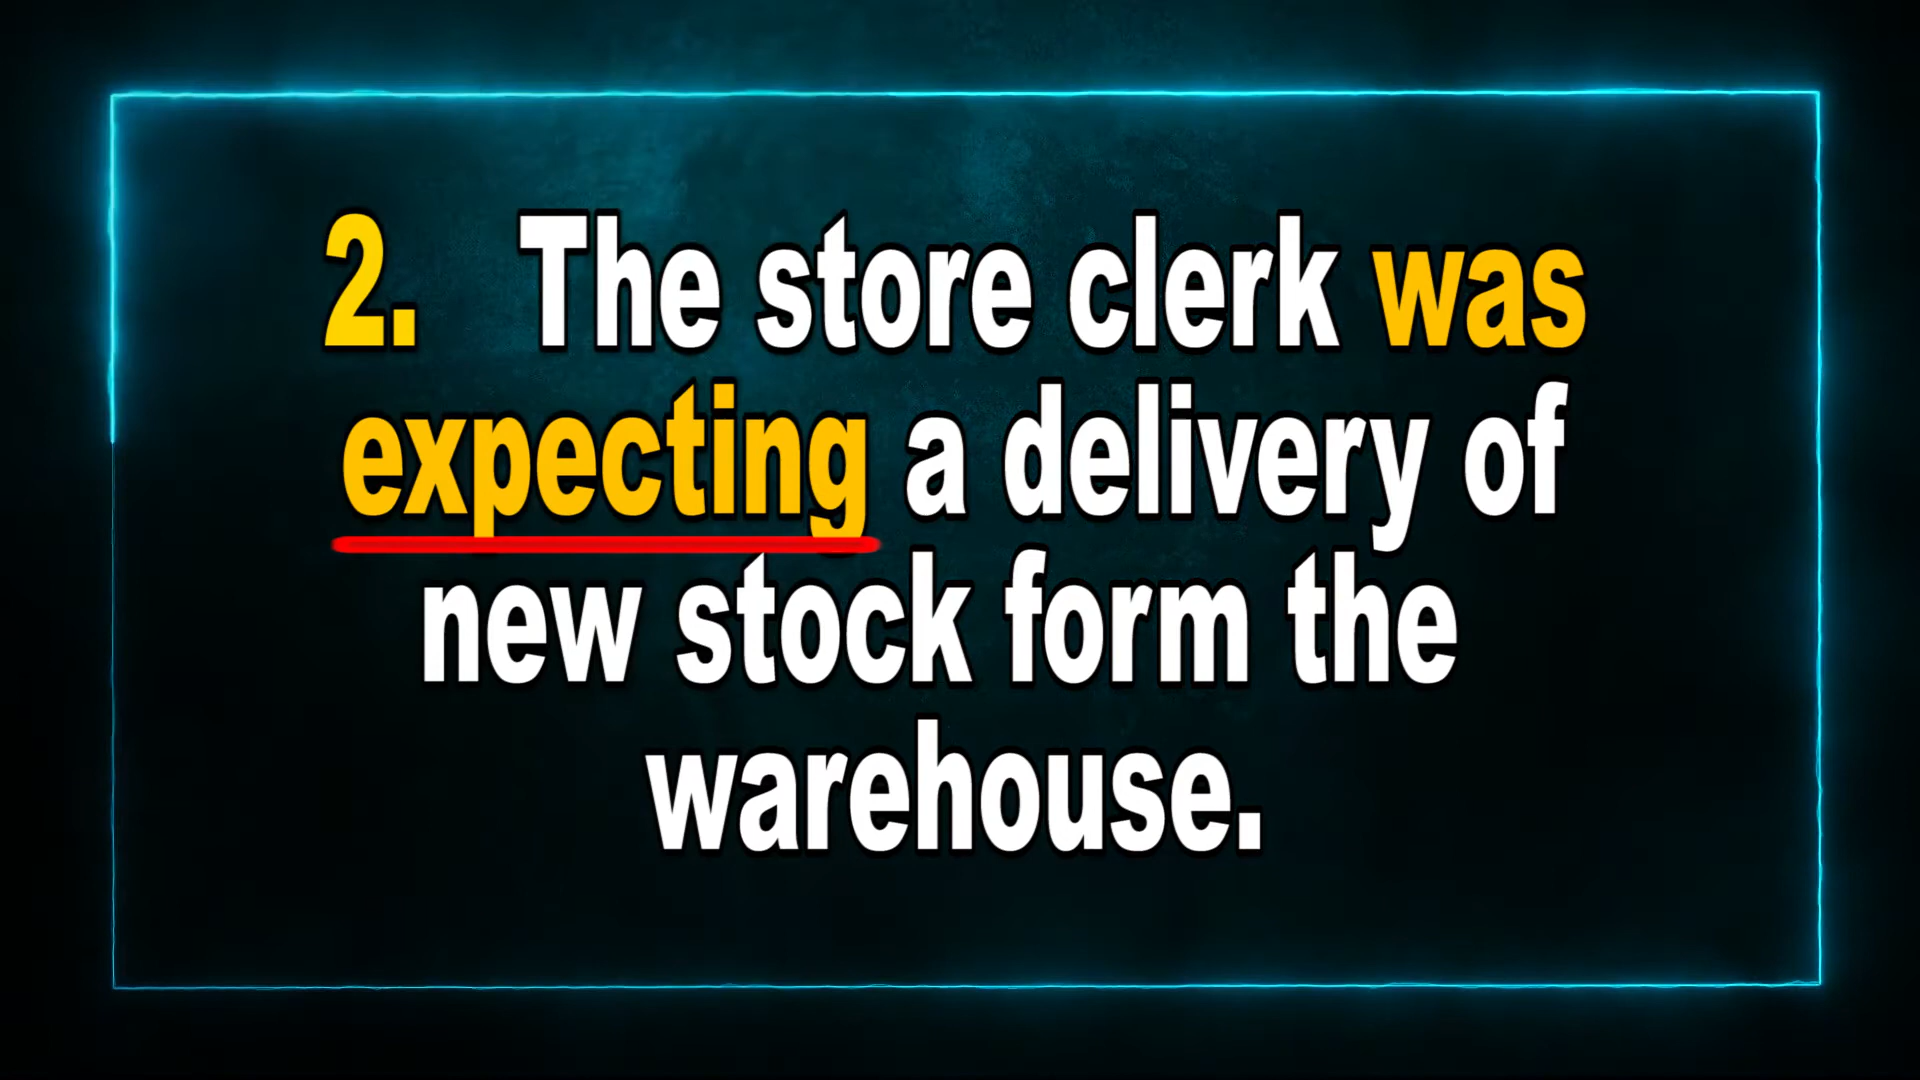 2. The store clerk was
expecting a delivery of
new stock form the
warehouse.